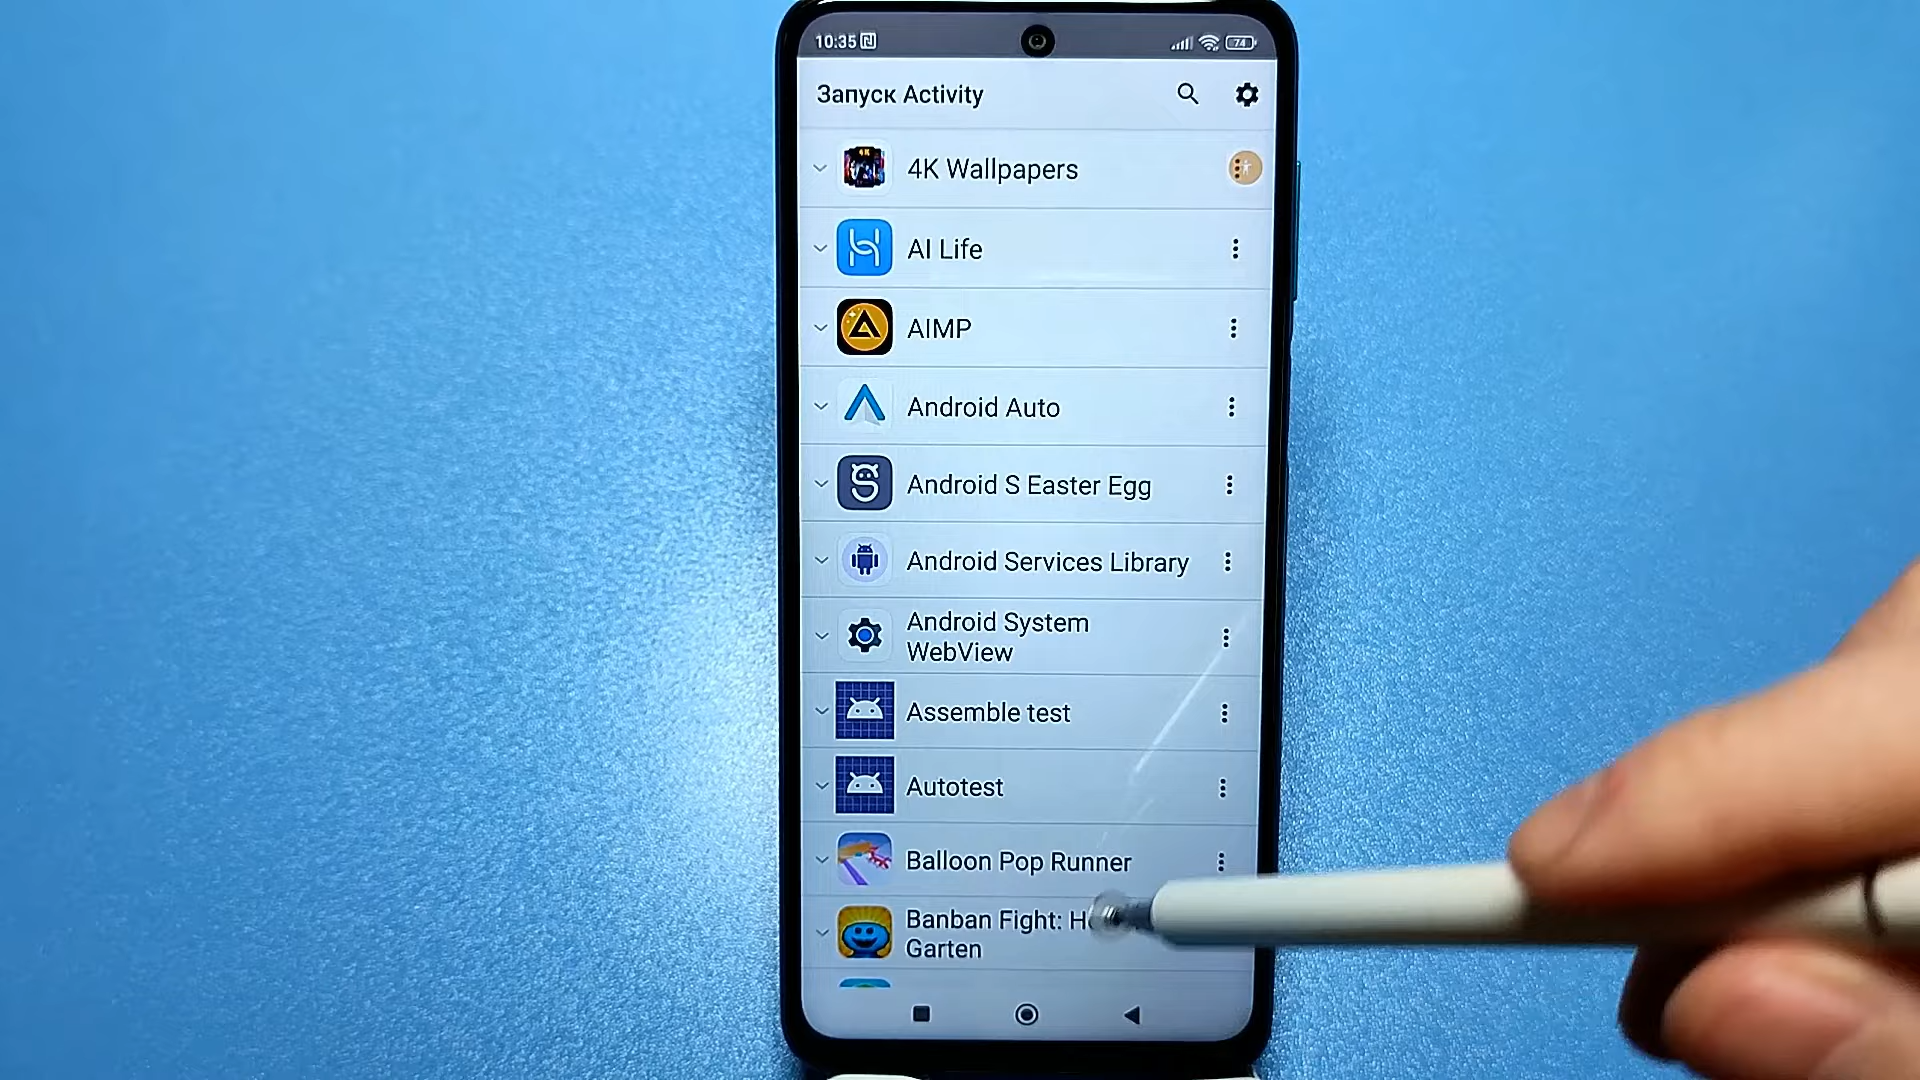 10:35
74
Запуск Activity
4K Wallpapers
AI Life
AIMP
Android Auto
Android S Easter Egg
Android Services Library
Android System
WebView
Assemble test
Autotest
Balloon Pop Runner
Banban Fight:
Garten